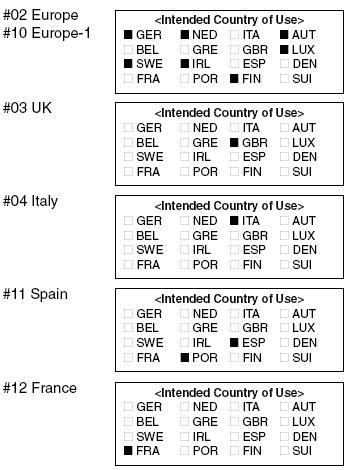 #02 Europe
#10 Europe-1
<Intended Country of Use>
■ GER ■ NED □ ITA ■ AUT
□ BEL □ GRE □ GBR ■ LUX
■ SWE ■ IRL □ ESP □ DEN
□ FRA □ POR ■ FIN □ SUI
#03 UK
<Intended Country of Use>
□ GER □ NED □ ITA □ AUT
□ BEL □ GRE ■ GBR □ LUX
□ SWE □ IRL □ ESP □ DEN
□ FRA □ POR □ FIN □ SUI
#04 Italy
<Intended Country of Use>
□ GER □ NED ■ ITA □ AUT
□ BEL □ GRE □ GBR □ LUX
□ SWE □ IRL □ ESP □ DEN
□ FRA □ POR □ FIN □ SUI
#11 Spain
<Intended Country of Use>
□ GER □ NED □ ITA □ AUT
□ BEL □ GRE □ GBR □ LUX
□ SWE □ IRL ■ ESP □ DEN
□ FRA ■ POR □ FIN □ SUI
#12 France
<Intended Country of Use>
□ GER □ NED □ ITA □ AUT
□ BEL □ GRE □ GBR □ LUX
□ SWE □ IRL □ ESP □ DEN
■ FRA □ POR □ FIN □ SUI